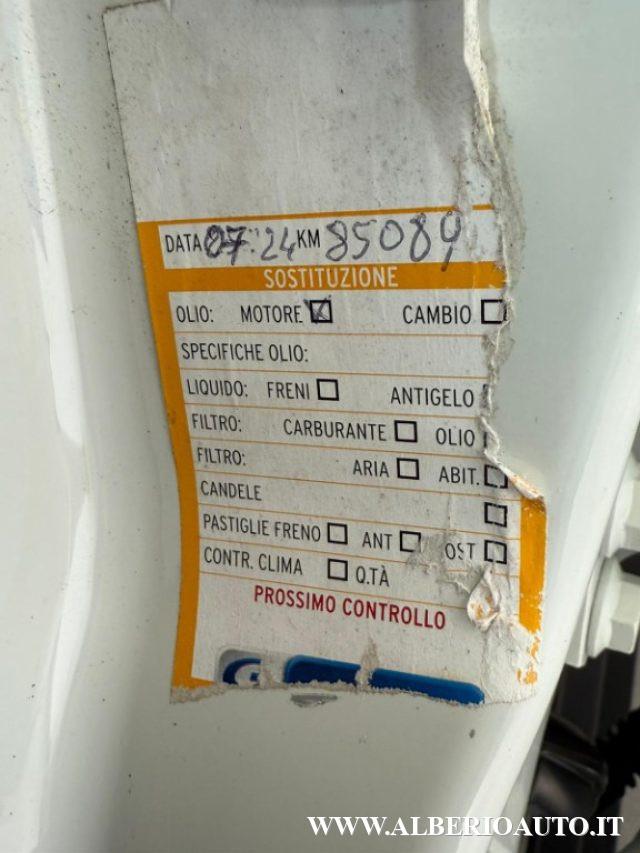 DATA 07.24 KM 85089
SOSTITUZIONE
OLIO: MOTORE CAMBIO
SPECIFICHE OLIO:
LIQUIDO: FRENI ANTIGELO
FILTRO: CARBURANTE OLIO
FILTRO: ARIA ABIT.
CANDELE
PASTIGLIE FRENO ANT OST
CONTR. CLIMA Q.TÀ
PROSSIMO CONTROLLO
WWW.ALBERIOAUTO.IT